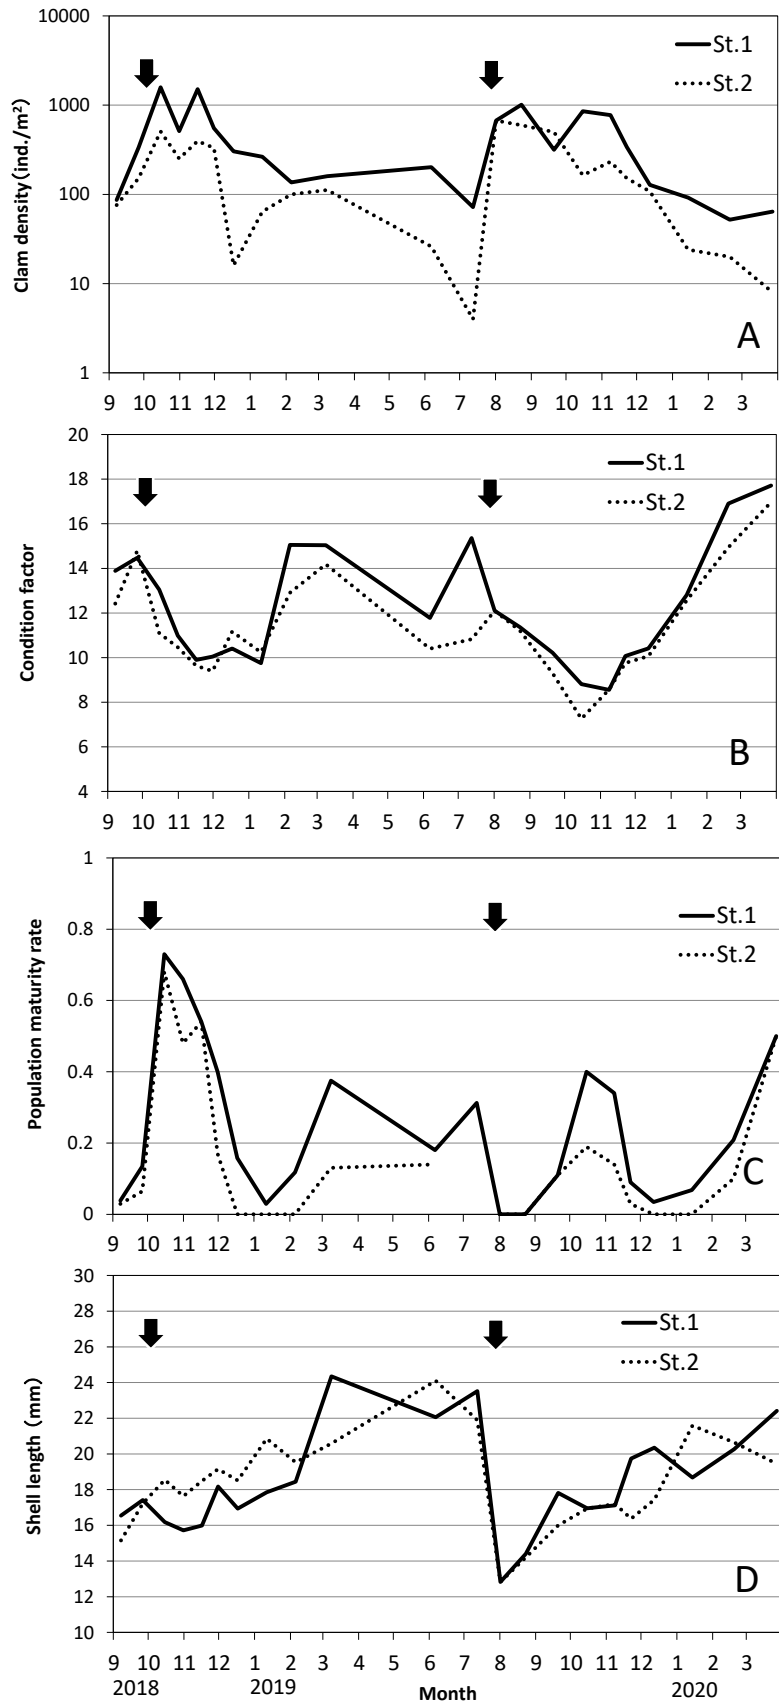 10000
1000
100
10
1
Clam density (ind./m²)
St.1
St.2
A
9 10 11 12 1 2 3 4 5 6 7 8 9 10 11 12 1 2 3
20
18
16
14
12
10
8
6
4
Condition factor
St.1
St.2
B
9 10 11 12 1 2 3 4 5 6 7 8 9 10 11 12 1 2 3
1
0.8
0.6
0.4
0.2
0
Population maturity rate
St.1
St.2
C
9 10 11 12 1 2 3 4 5 6 7 8 9 10 11 12 1 2 3
30
28
26
24
22
20
18
16
14
12
10
Shell length (mm)
St.1
St.2
D
9 10 11 12 1 2 3 4 5 6 7 8 9 10 11 12 1 2 3
2018 2019 2020
Month